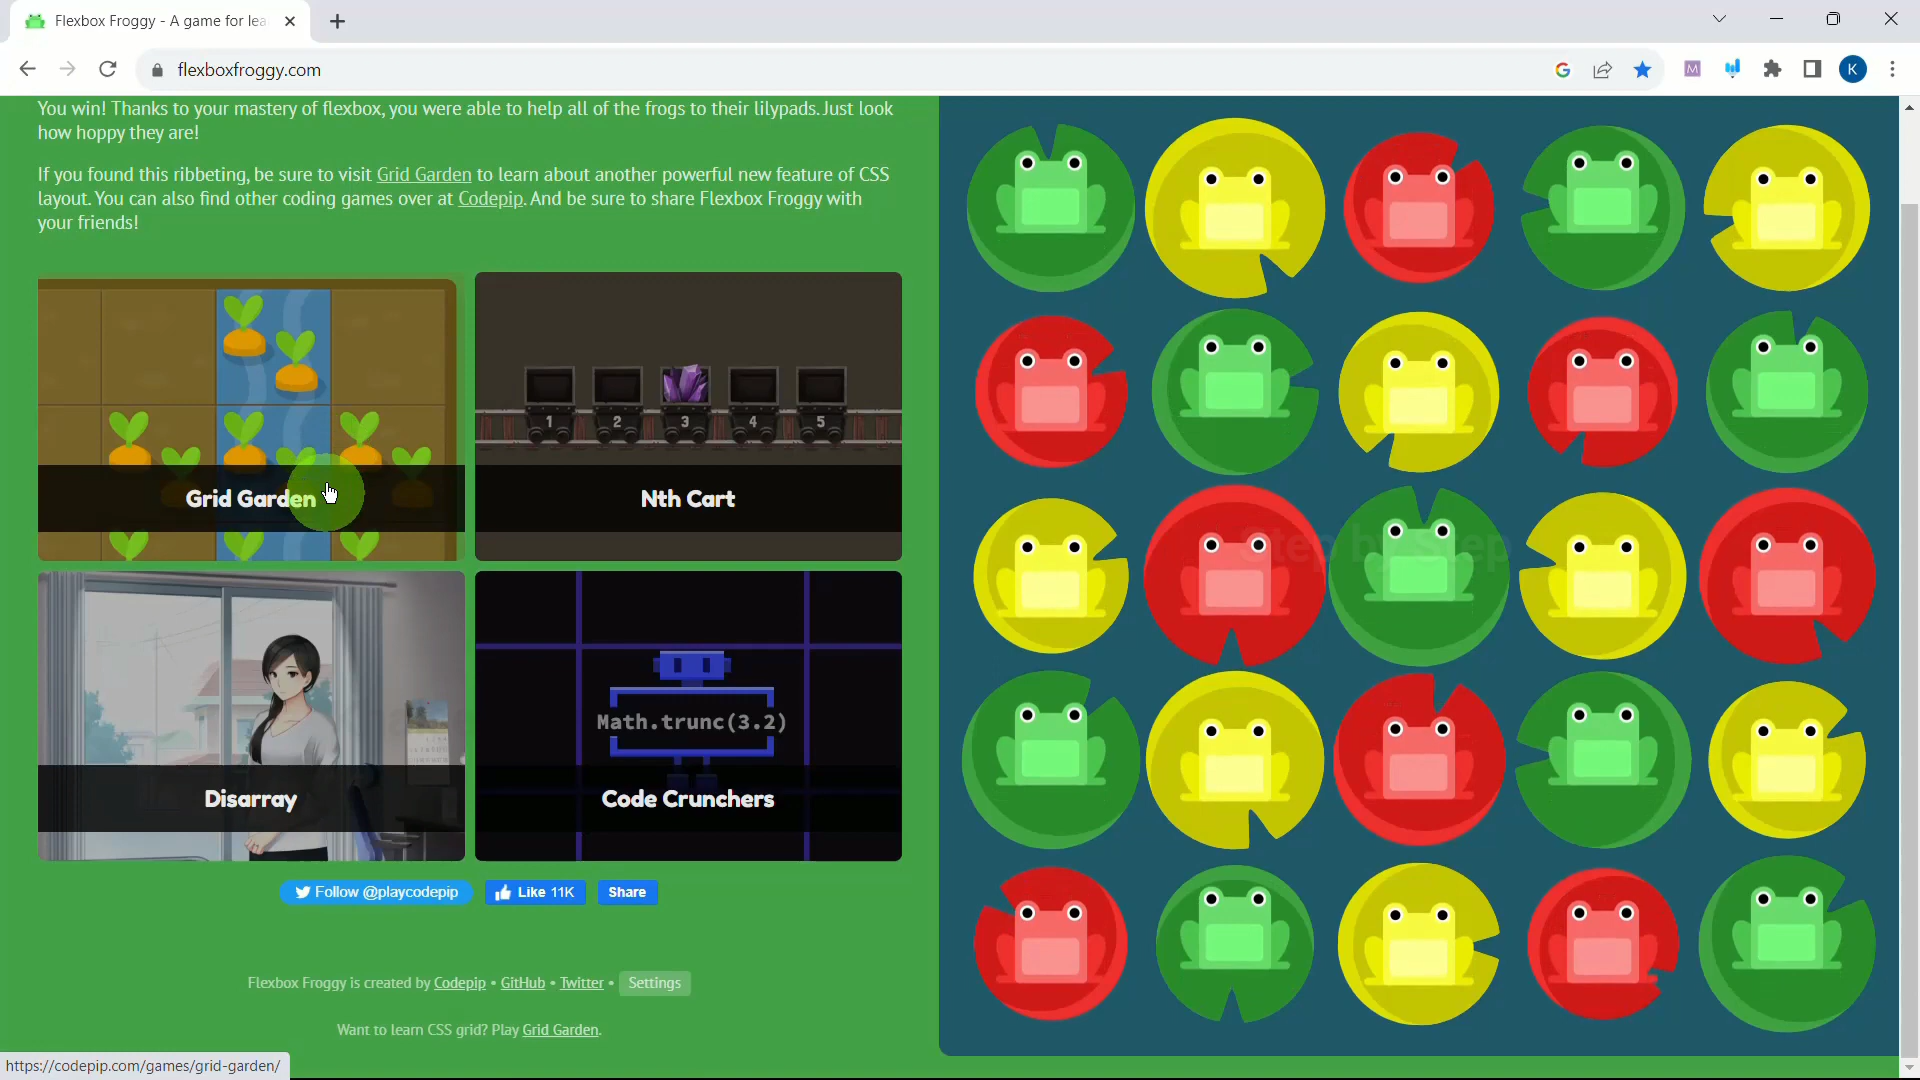 Flexbox Froggy - A game for lea
flexboxfroggy.com
M
K
You win! Thanks to your mastery of flexbox, you were able to help all of the frogs to their lilypads. Just look
how hoppy they are!
If you found this ribbeting, be sure to visit Grid Garden to learn about another powerful new feature of CSS
layout. You can also find other coding games over at Codepip. And be sure to share Flexbox Froggy with
your friends!
1 2 3 4 5
Grid Garden
Nth Cart
Step by Step
Math.trunc(3.2)
Disarray
Code Crunchers
Follow @playcodepip
Like 11K
Share
Flexbox Froggy is created by Codepip • GitHub • Twitter • Settings
Want to learn CSS grid? Play Grid Garden.
https://codepip.com/games/grid-garden/